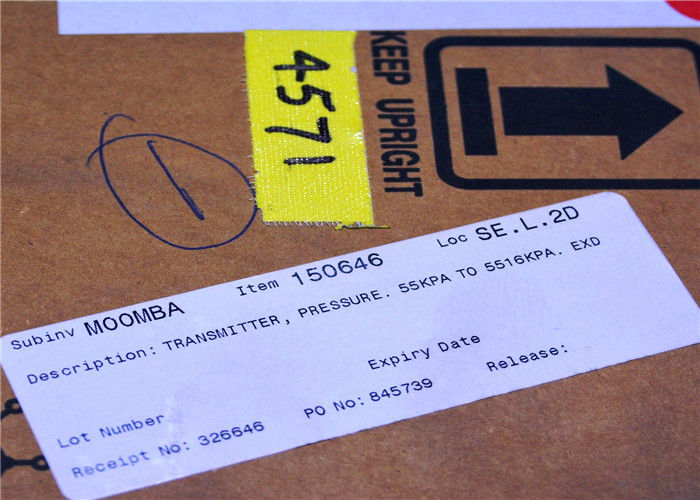 KEEP UPRIGHT
4571
1
Subinv MOOMBA Item 150646 Loc SE.L.2D
Description: TRANSMITTER, PRESSURE. 55KPA TO 5516KPA. EXD
Expiry Date
Lot Number
Receipt No: 326646 PO No: 845739 Release: